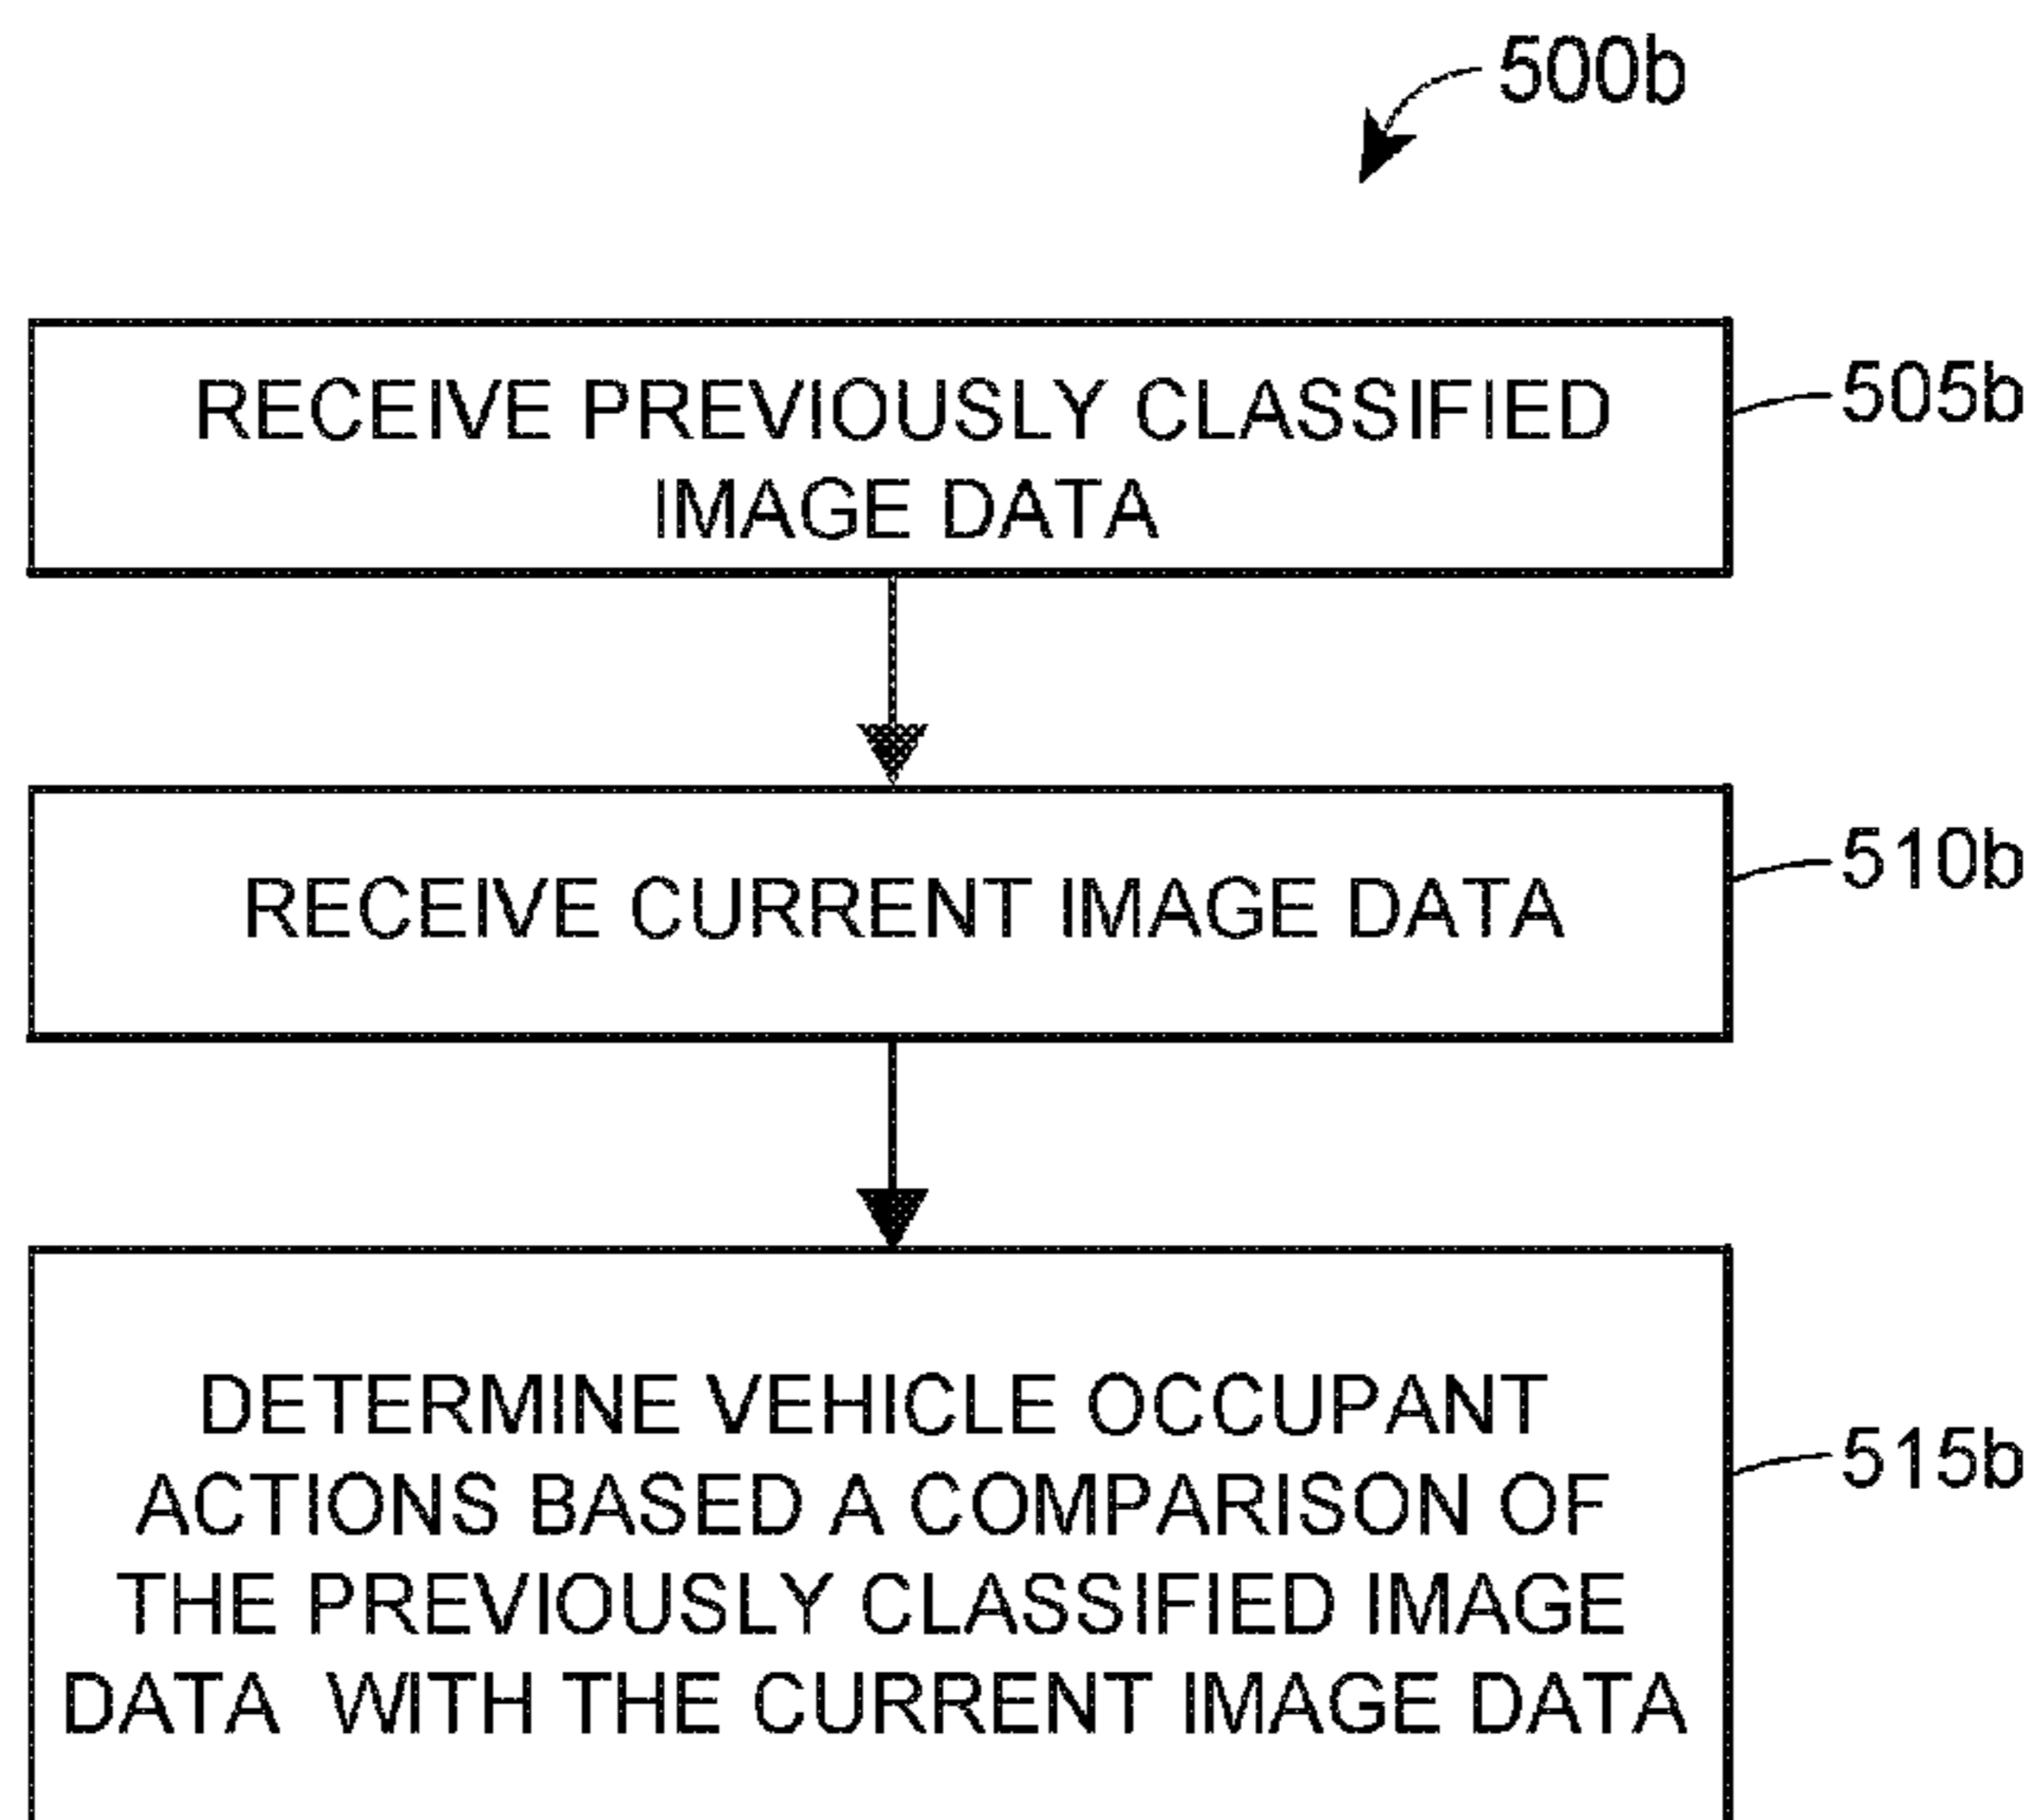 500b
RECEIVE PREVIOUSLY CLASSIFIED
IMAGE DATA
505b
RECEIVE CURRENT IMAGE DATA
510b
DETERMINE VEHICLE OCCUPANT
ACTIONS BASED A COMPARISON OF
THE PREVIOUSLY CLASSIFIED IMAGE
DATA WITH THE CURRENT IMAGE DATA
515b